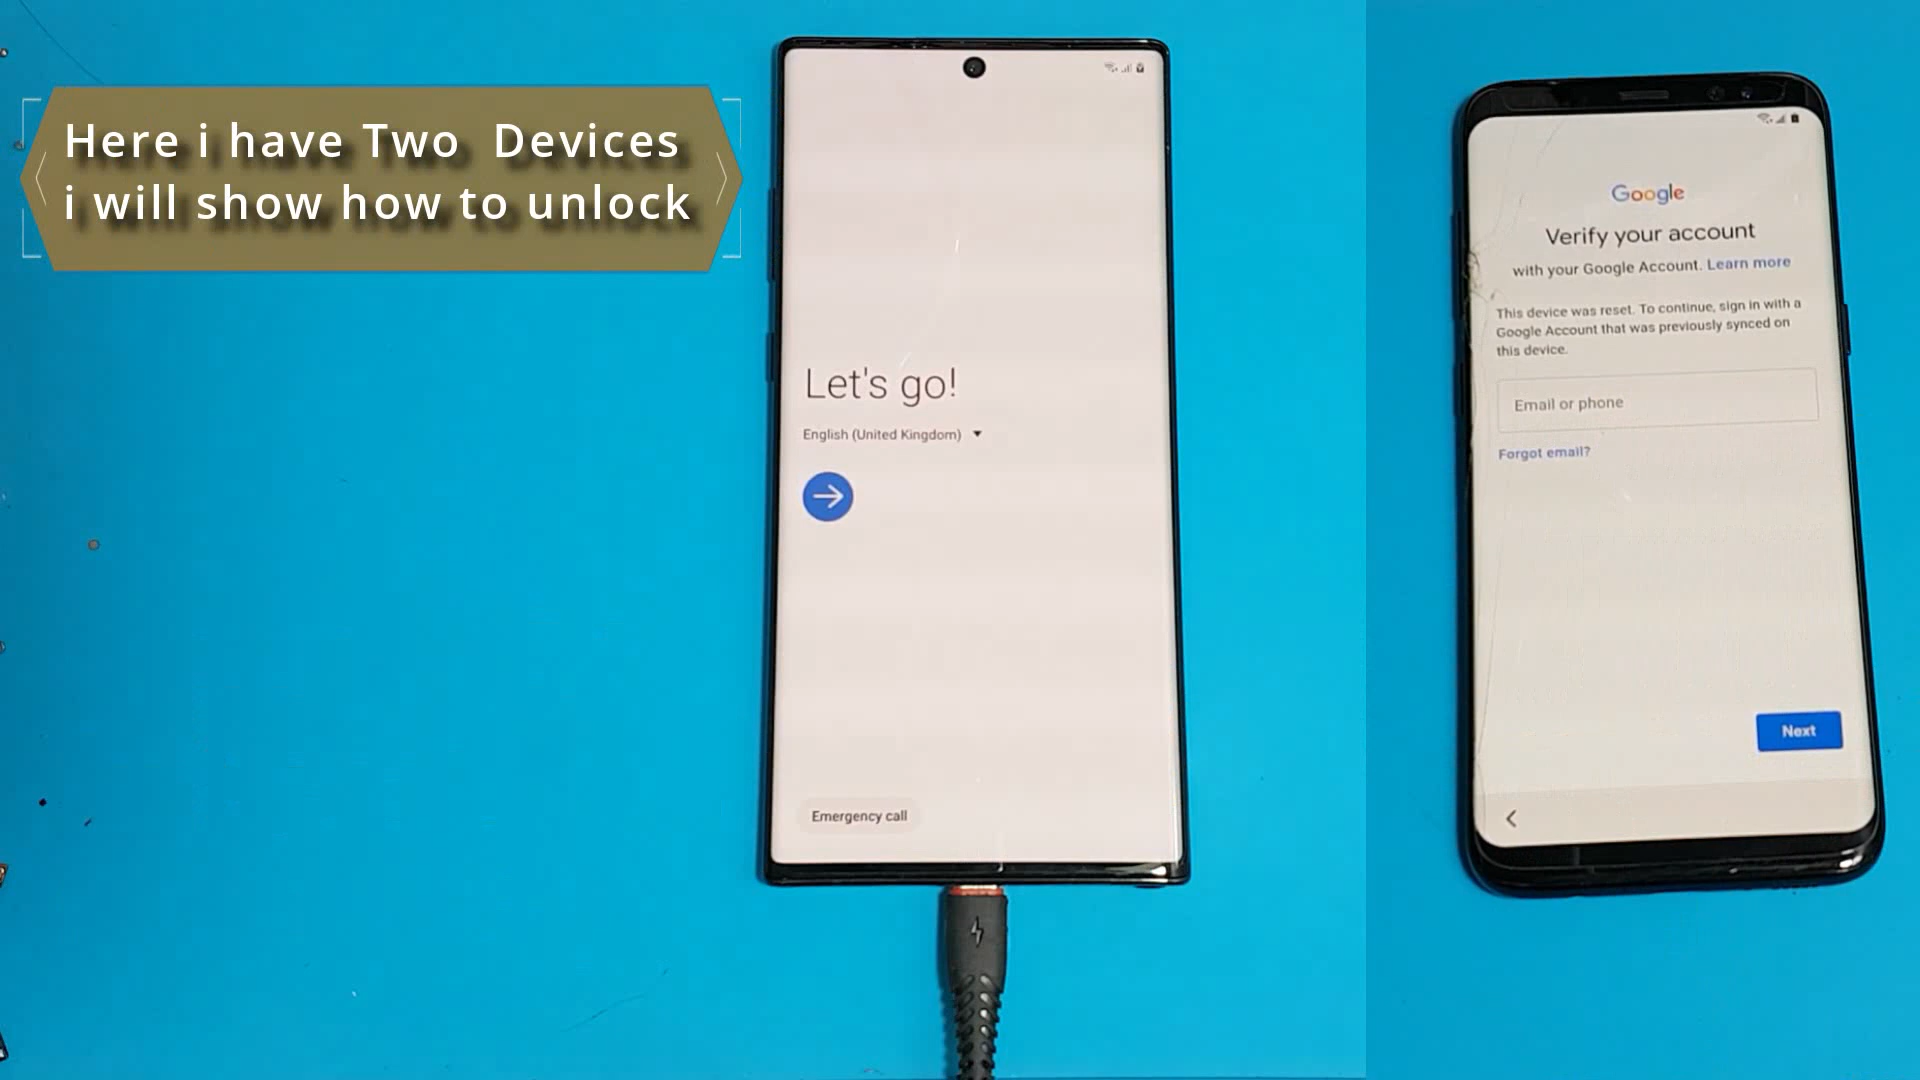 Here i have Two Devices
i will show how to unlock
Let's go!
English (United Kingdom)
Emergency call
Google
Verify your account
with your Google Account. Learn more
This device was reset. To continue, sign in with a
Google Account that was previously synced on
this device.
Email or phone
Forgot email?
Next